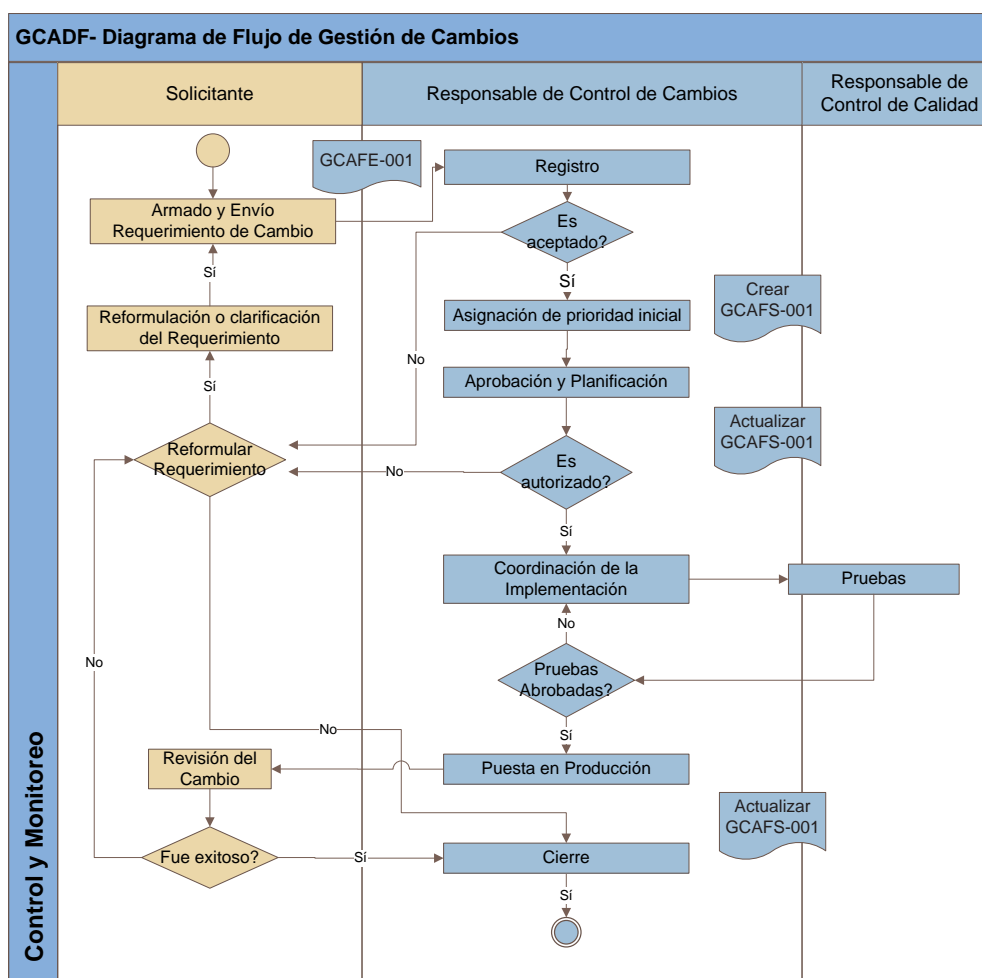 GCADF- Diagrama de Flujo de Gestión de Cambios
Solicitante
Responsable de Control de Cambios
Responsable de
Control de Calidad
GCAFE-001
Registro
Armado y Envío
Requerimiento de Cambio
Es
aceptado?
Sí
Sí
Crear
GCAFS-001
Reformulación o clarificación
del Requerimiento
Asignación de prioridad inicial
No
Sí
Aprobación y Planificación
Actualizar
GCAFS-001
Reformular
Requerimiento
No
Es
autorizado?
Sí
Coordinación de la
Implementación
Pruebas
No
No
Pruebas
Abrobadas?
No
Sí
Revisión del
Cambio
Puesta en Producción
Actualizar
GCAFS-001
Fue exitoso?
Sí
Cierre
Sí
Control y Monitoreo